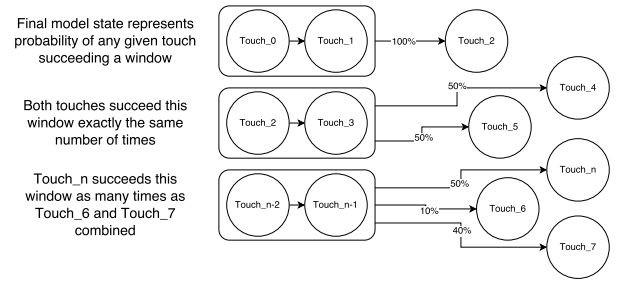 Final model state represents
probability of any given touch
succeeding a window
Touch_0
Touch_1
100%
Touch_2
Both touches succeed this
window exactly the same
number of times
Touch_2
Touch_3
50%
Touch_4
50%
Touch_5
Touch_n succeeds this
window as many times as
Touch_6 and Touch_7
combined
Touch_n-2
Touch_n-1
50%
Touch_n
10%
Touch_6
40%
Touch_7